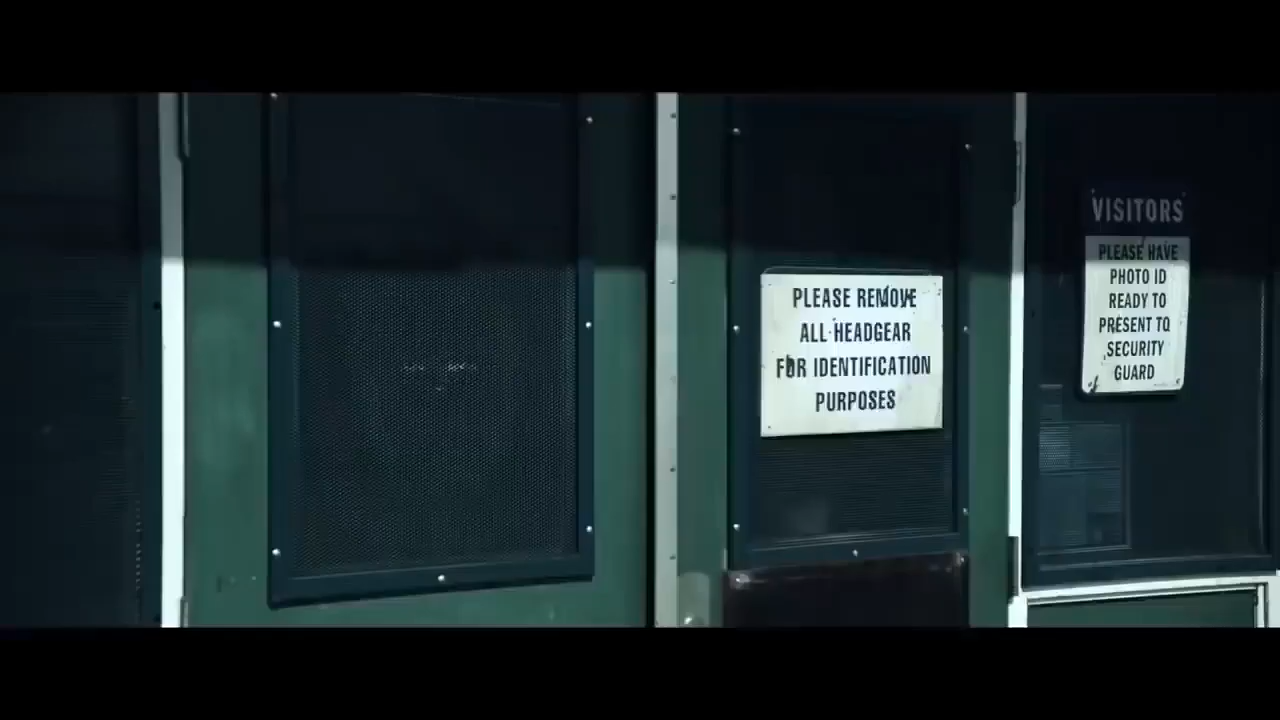 PLEASE REMOVE
ALL HEADGEAR
FOR IDENTIFICATION
PURPOSES
VISITORS
PLEASE HAVE
PHOTO ID
READY TO
PRESENT TO
SECURITY
GUARD